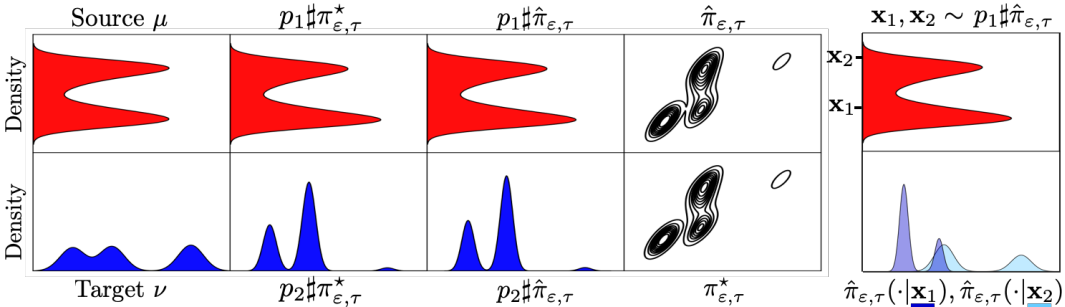 Source μ p₁♯π⋆_{ε,τ} p₁♯π̂_{ε,τ} π̂_{ε,τ} x₁, x₂ ∼ p₁♯π̂_{ε,τ}
Density
x₂
x₁
Density
Target ν p₂♯π⋆_{ε,τ} p₂♯π̂_{ε,τ} π⋆_{ε,τ} π̂_{ε,τ}(·|x₁), π̂_{ε,τ}(·|x₂)